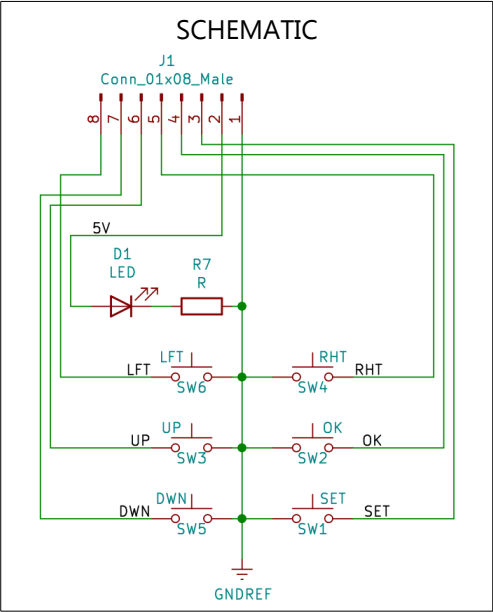 SCHEMATIC
J1
Conn_01x08_Male
8 7 6 5 4 3 2 1
5V
D1
LED
R7
R
LFT RHT
LFT RHT
SW6 SW4
UP OK
UP OK
SW3 SW2
DWN SET
DWN SET
SW5 SW1
GNDREF